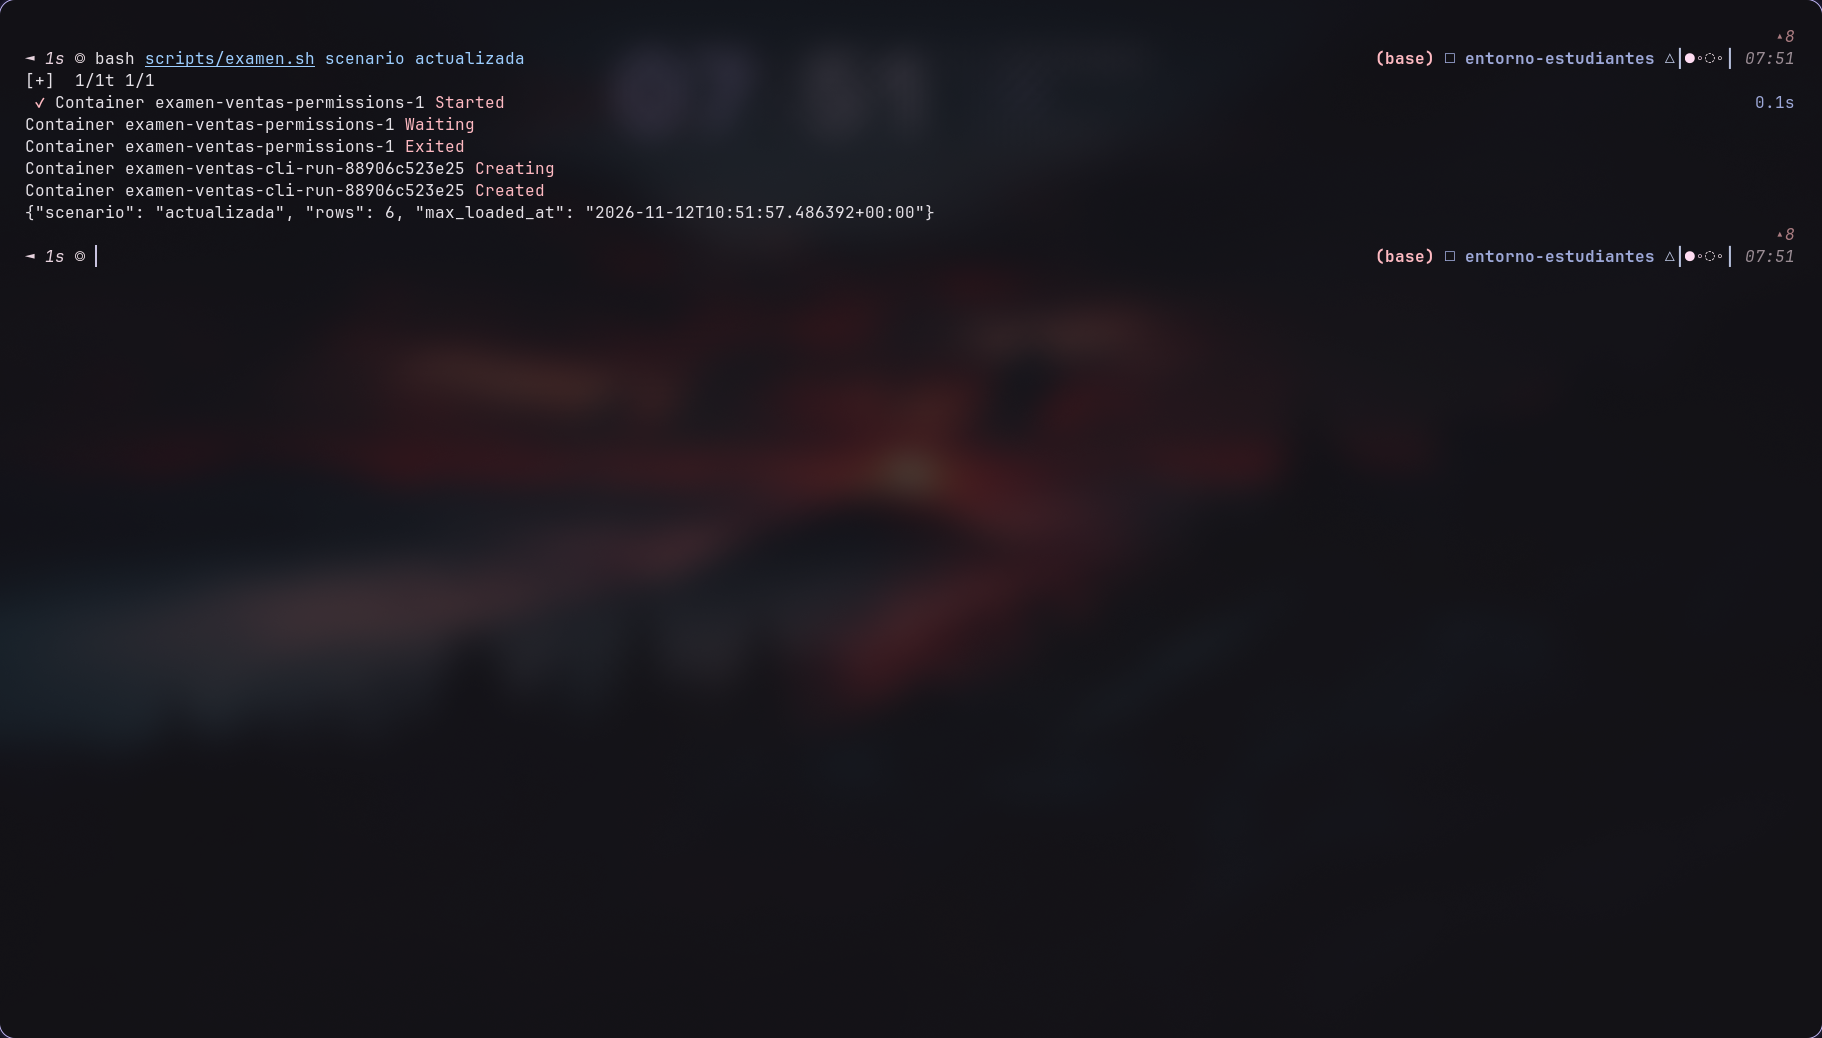 ▴8
◄ 1s ◎ bash scripts/examen.sh scenario actualizada (base) □ entorno-estudiantes △│●◦◌◦│ 07:51
[+]  1/1t 1/1
✓ Container examen-ventas-permissions-1 Started 0.1s
Container examen-ventas-permissions-1 Waiting
Container examen-ventas-permissions-1 Exited
Container examen-ventas-cli-run-88906c523e25 Creating
Container examen-ventas-cli-run-88906c523e25 Created
{"scenario": "actualizada", "rows": 6, "max_loaded_at": "2026-11-12T10:51:57.486392+00:00"}
▴8
◄ 1s ◎ (base) □ entorno-estudiantes △│●◦◌◦│ 07:51